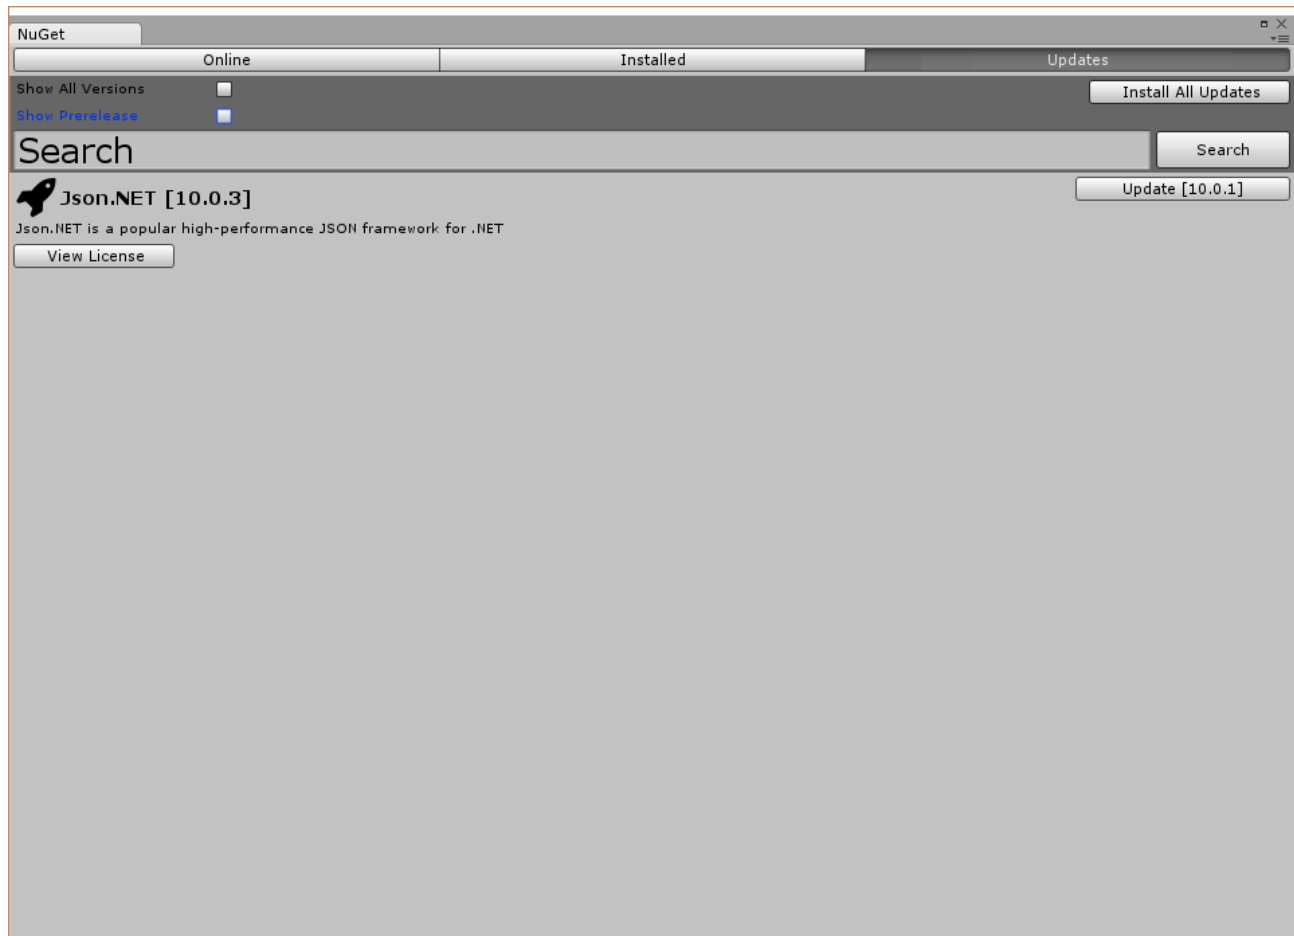 NuGet
Online Installed Updates
Show All Versions Install All Updates
Show Prerelease
Search Search
Json.NET [10.0.3] Update [10.0.1]
Json.NET is a popular high-performance JSON framework for .NET
View License